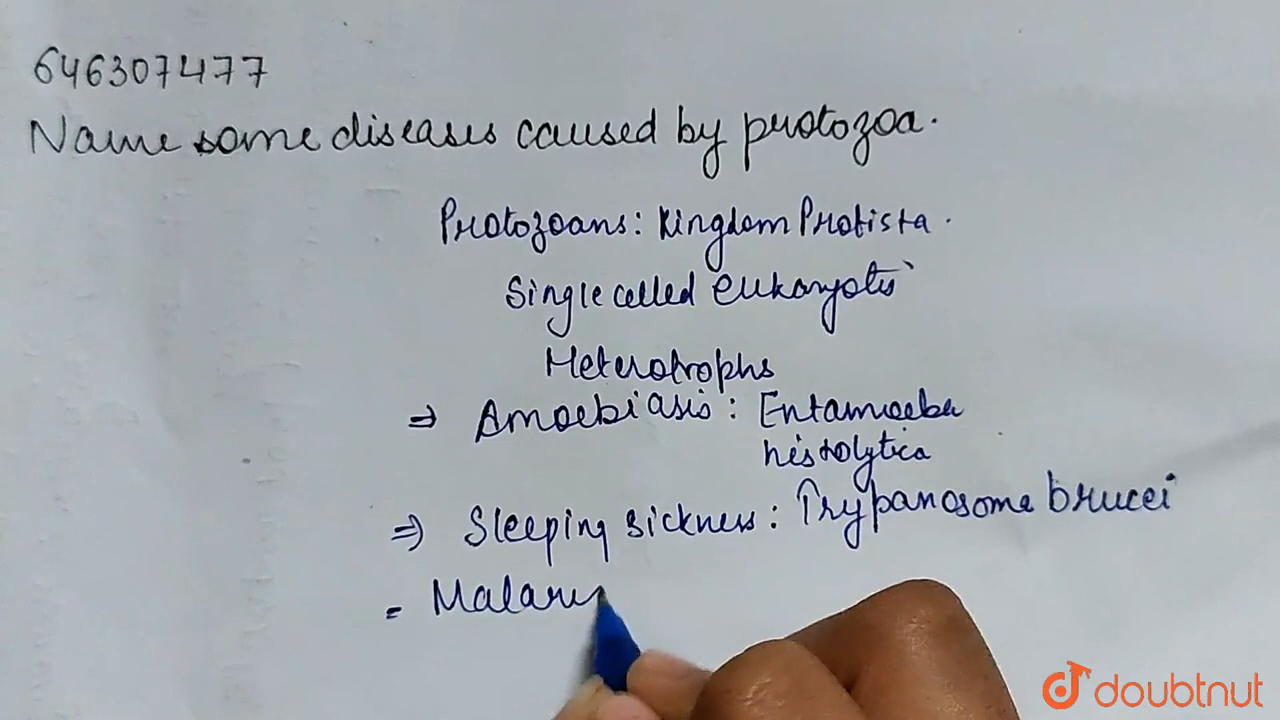 646307477
Name some diseases caused by protozoa.
Protozoans: Kingdom Protista.
Single celled eukaryotes
Heterotrophs
⇒ Amoebiasis: Entamoeba
histolytica
⇒ Sleeping sickness: Trypanosoma brucei
= Malari
doubtnut